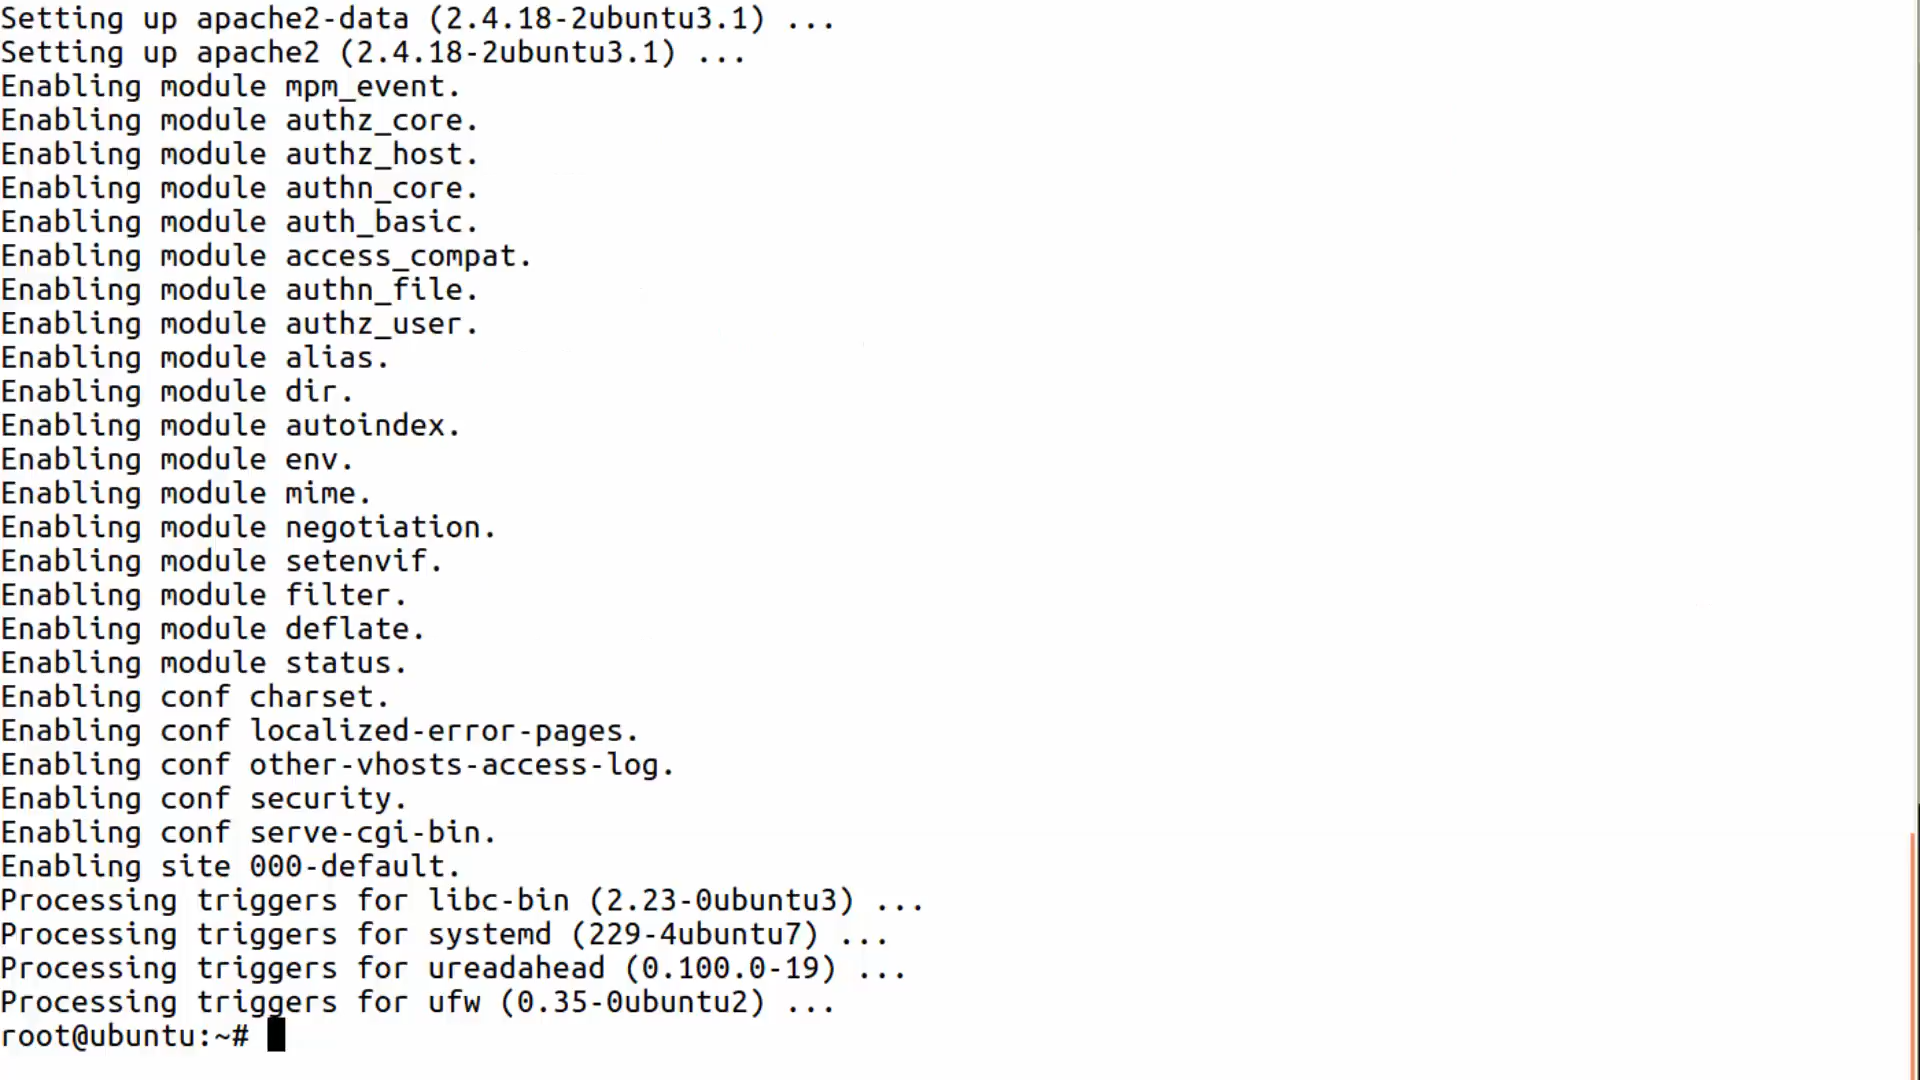 Setting up apache2-data (2.4.18-2ubuntu3.1) ...
Setting up apache2 (2.4.18-2ubuntu3.1) ...
Enabling module mpm_event.
Enabling module authz_core.
Enabling module authz_host.
Enabling module authn_core.
Enabling module auth_basic.
Enabling module access_compat.
Enabling module authn_file.
Enabling module authz_user.
Enabling module alias.
Enabling module dir.
Enabling module autoindex.
Enabling module env.
Enabling module mime.
Enabling module negotiation.
Enabling module setenvif.
Enabling module filter.
Enabling module deflate.
Enabling module status.
Enabling conf charset.
Enabling conf localized-error-pages.
Enabling conf other-vhosts-access-log.
Enabling conf security.
Enabling conf serve-cgi-bin.
Enabling site 000-default.
Processing triggers for libc-bin (2.23-0ubuntu3) ...
Processing triggers for systemd (229-4ubuntu7) ...
Processing triggers for ureadahead (0.100.0-19) ...
Processing triggers for ufw (0.35-0ubuntu2) ...
root@ubuntu:~#